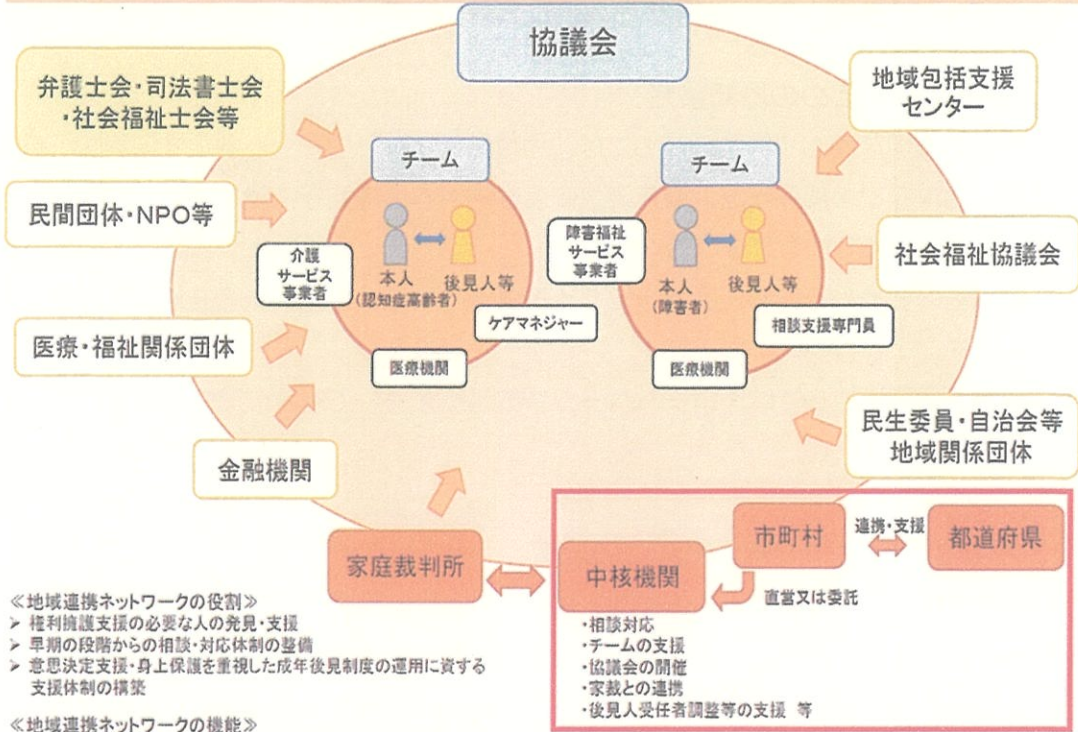 協議会
弁護士会・司法書士会
・社会福祉士会等
地域包括支援
センター
チーム
チーム
民間団体・NPO等
社会福祉協議会
介護
サービス
事業者
本人
(認知症高齢者)
後見人等
ケアマネジャー
医療機関
障害福祉
サービス
事業者
本人
(障害者)
後見人等
相談支援専門員
医療機関
医療・福祉関係団体
金融機関
民生委員・自治会等
地域関係団体
家庭裁判所
中核機関
市町村
連携・支援
都道府県
直営又は委託
・相談対応
・チームの支援
・協議会の開催
・家裁との連携
・後見人受任者調整等の支援 等
≪地域連携ネットワークの役割≫
➢ 権利擁護支援の必要な人の発見・支援
➢ 早期の段階からの相談・対応体制の整備
➢ 意思決定支援・身上保護を重視した成年後見制度の運用に資する
支援体制の構築
≪地域連携ネットワークの機能≫